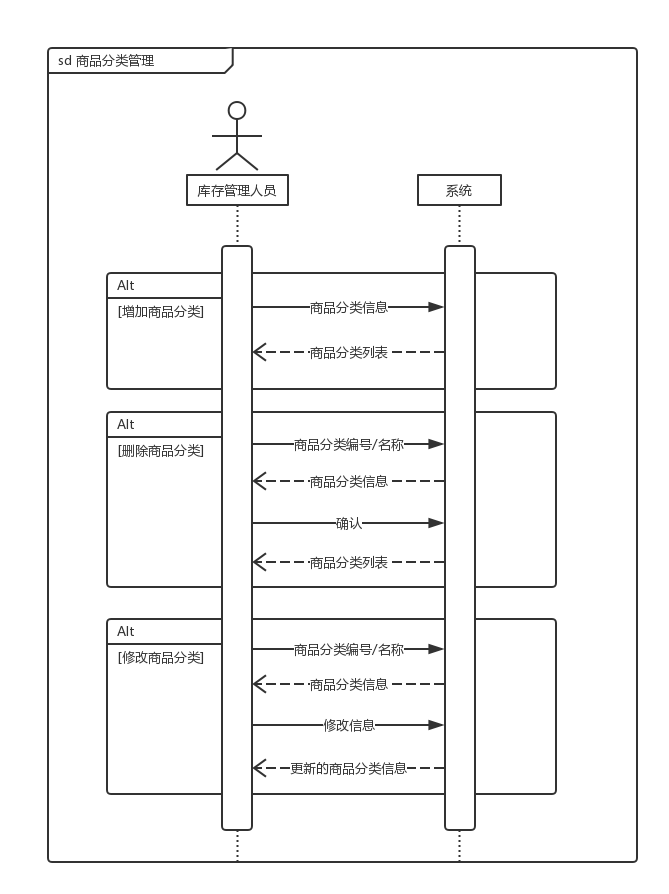 sd 商品分类管理
库存管理人员
系统
Alt
[增加商品分类]
商品分类信息
商品分类列表
Alt
[删除商品分类]
商品分类编号/名称
商品分类信息
确认
商品分类列表
Alt
[修改商品分类]
商品分类编号/名称
商品分类信息
修改信息
更新的商品分类信息